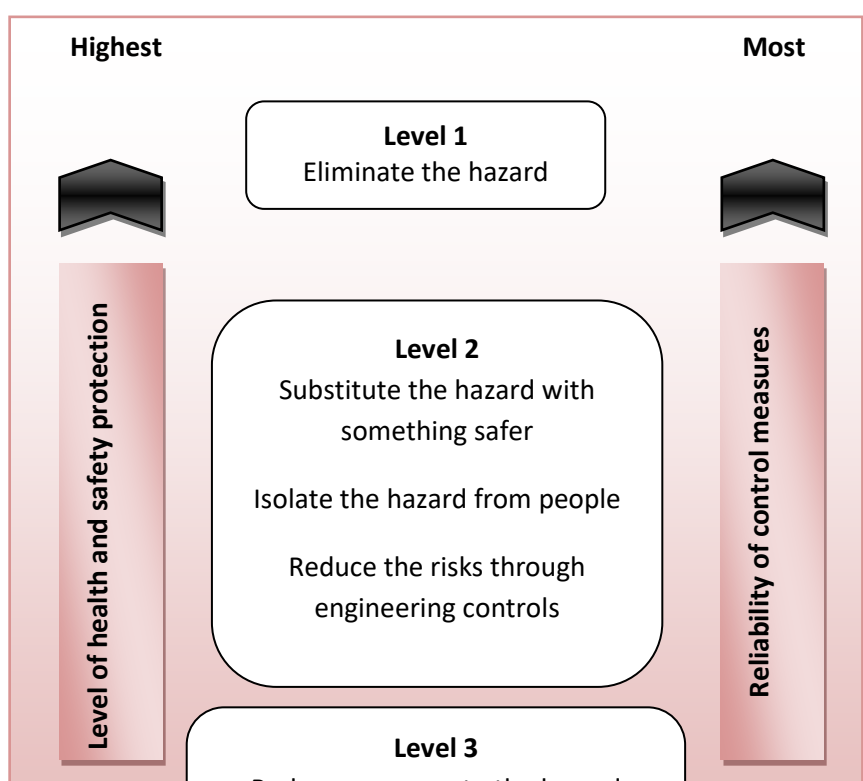 Highest
Most
Level 1
Eliminate the hazard
Level of health and safety protection
Level 2
Substitute the hazard with
something safer
Isolate the hazard from people
Reduce the risks through
engineering controls
Reliability of control measures
Level 3